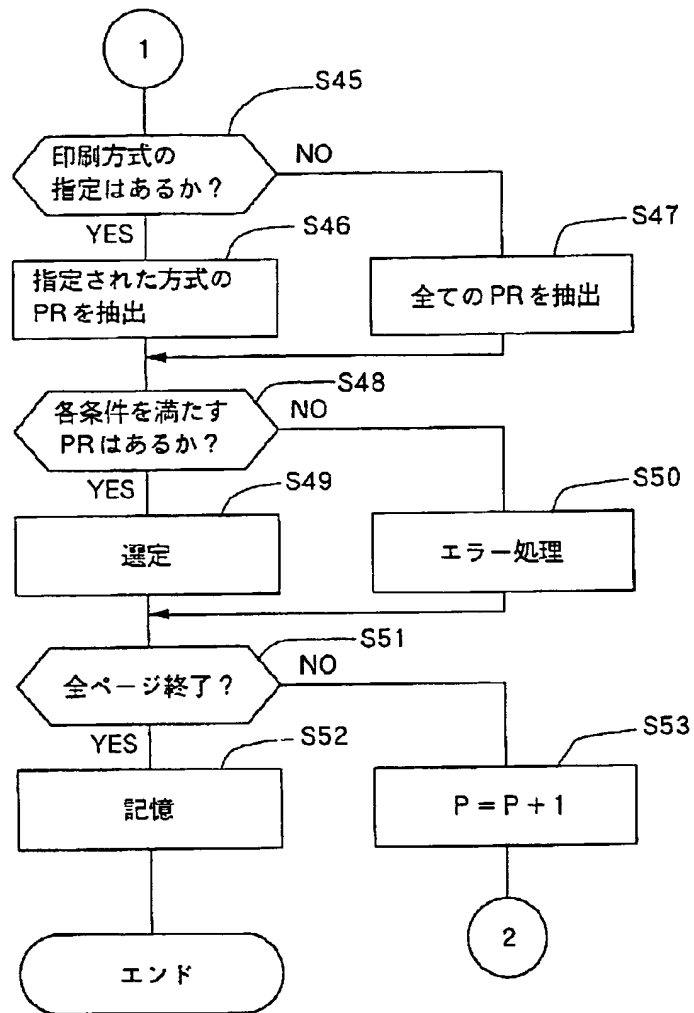 1
S45
印刷方式の
指定はあるか？
NO
YES
S46
S47
指定された方式の
PRを抽出
全てのPRを抽出
S48
各条件を満たす
PRはあるか？
NO
YES
S49
S50
選定
エラー処理
S51
全ページ終了？
NO
YES
S52
S53
記憶
P = P + 1
エンド
2